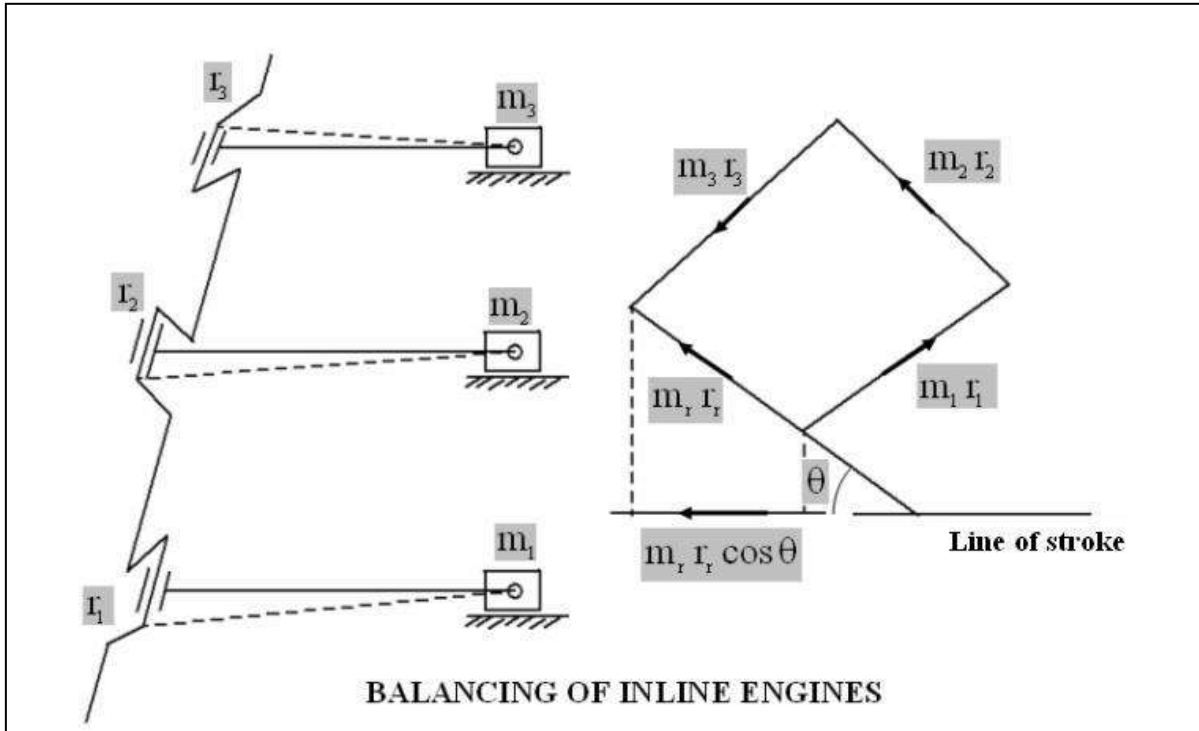 r₃
m₃
r₂
m₂
r₁
m₁
m₃ r₃
m₂ r₂
mᵣ rᵣ
m₁ r₁
θ
mᵣ rᵣ cos θ
Line of stroke
BALANCING OF INLINE ENGINES